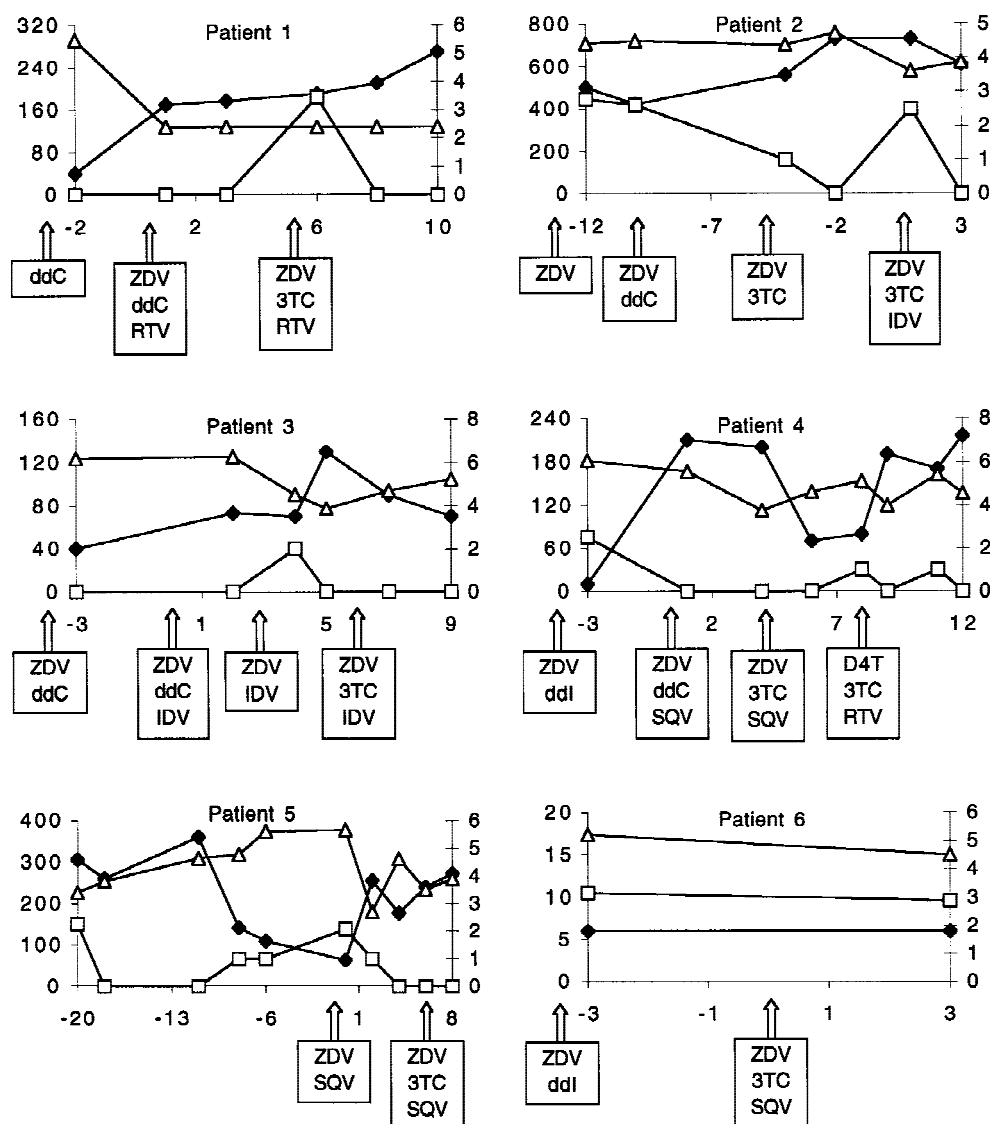 Patient 1
320
240
160
80
0
6
5
4
3
2
1
0
-2
2
6
10
ddC
ZDV
ddC
RTV
ZDV
3TC
RTV
Patient 2
800
600
400
200
0
5
4
3
2
1
0
-12
-7
-2
3
ZDV
ZDV
ddC
ZDV
3TC
ZDV
3TC
IDV
Patient 3
160
120
80
40
0
8
6
4
2
0
-3
1
5
9
ZDV
ddC
ZDV
ddC
IDV
ZDV
IDV
ZDV
3TC
IDV
Patient 4
240
180
120
60
0
8
7
6
5
4
3
2
1
0
-3
2
7
12
ZDV
ddI
ZDV
ddC
SQV
ZDV
3TC
SQV
D4T
3TC
RTV
Patient 5
400
300
200
100
0
6
5
4
3
2
1
0
-20
-13
-6
1
8
ZDV
SQV
ZDV
3TC
SQV
Patient 6
20
15
10
5
0
6
5
4
3
2
1
0
-3
-1
1
3
ZDV
ddI
ZDV
3TC
SQV